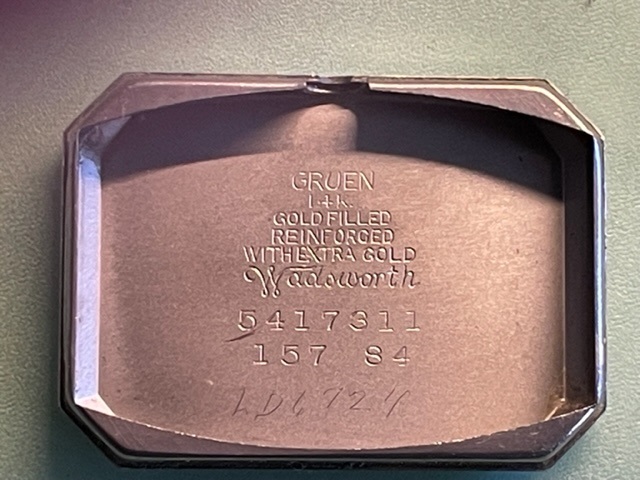 GRUEN
14K.
GOLD FILLED
REINFORCED
WITH EXTRA GOLD
Wadsworth
5417311
157 84